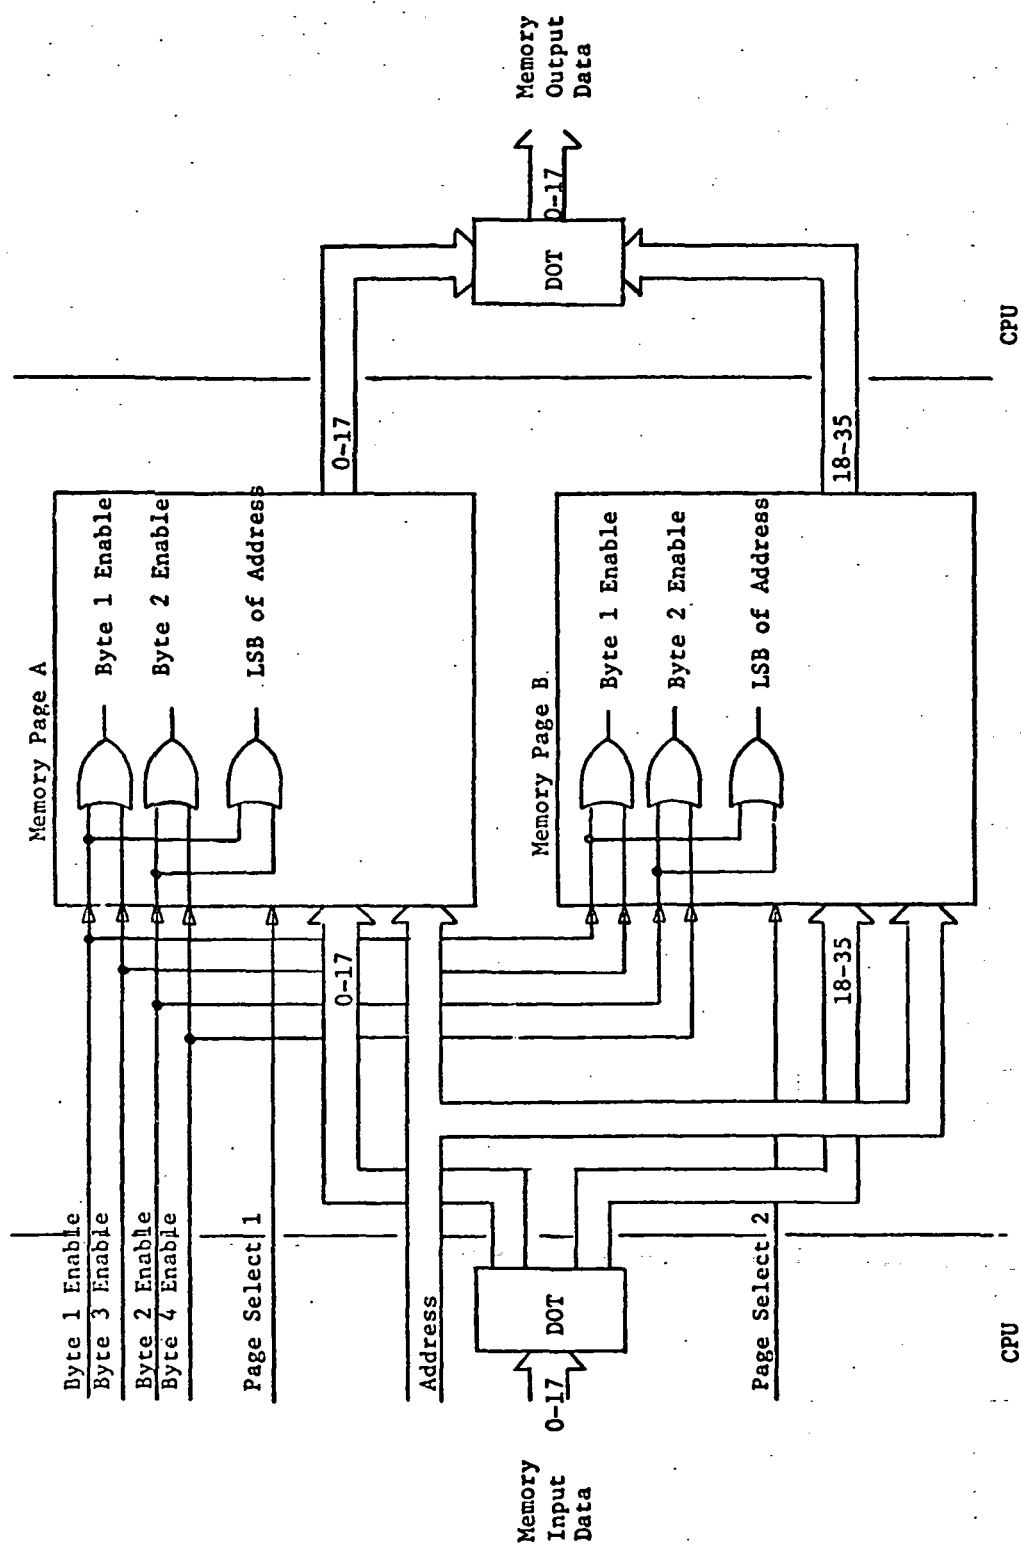 Byte 1 Enable
Byte 3 Enable
Byte 2 Enable
Byte 4 Enable
Page Select 1
Address
Memory
Input
Data
0-17
DOT
Page Select 2
CPU
0-17
18-35
Memory Page A
Byte 1 Enable
Byte 2 Enable
LSB of Address
Memory Page B.
Byte 1 Enable
Byte 2 Enable
LSB of Address
0-17
18-35
DOT
0-17
Memory
Output
Data
CPU